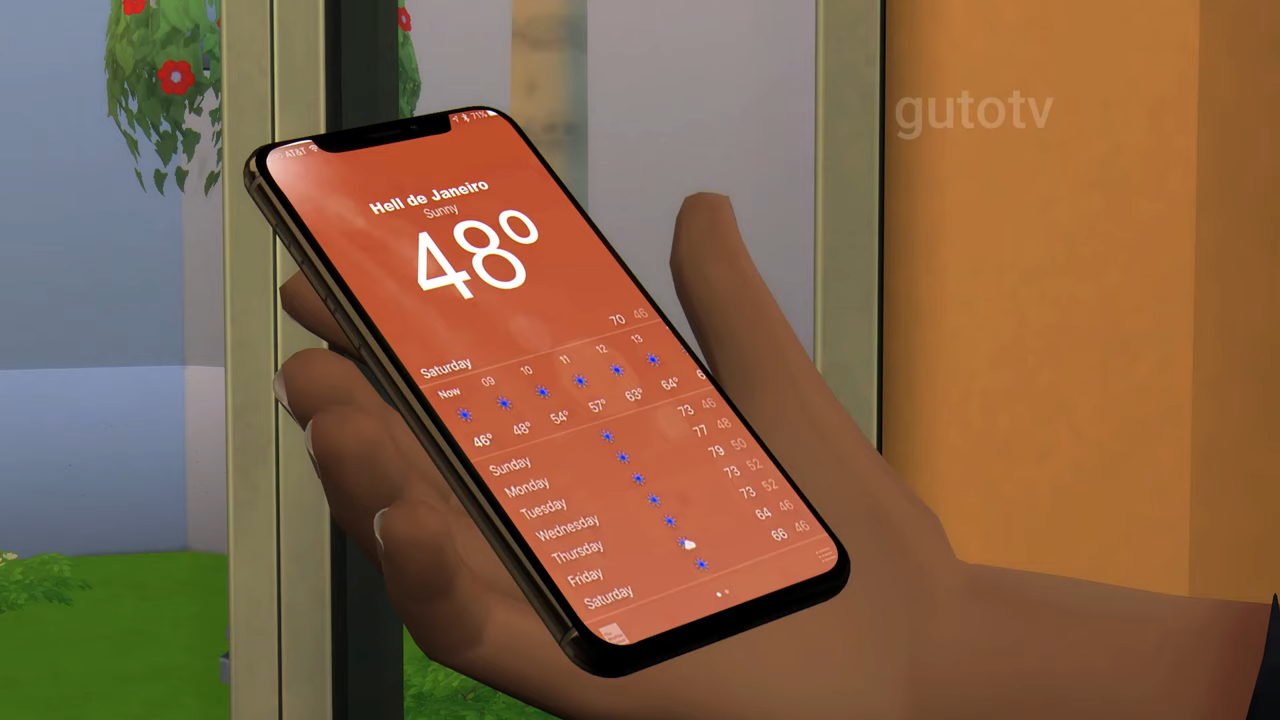 gutotv
AT&T 71%
Hell de Janeiro
Sunny
48°
Saturday 70 46
Now 09 10 11 12 13
46° 48° 54° 57° 63° 64° 6
Sunday 73 46
Monday 77 48
Tuesday 79 50
Wednesday 73 52
Thursday 73 52
Friday 64 46
Saturday 66 46